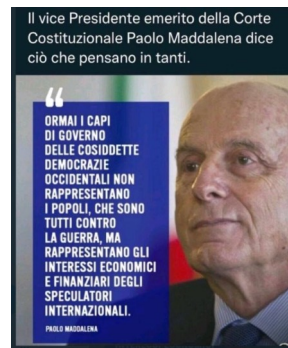 Il vice Presidente emerito della Corte
Costituzionale Paolo Maddalena dice
ciò che pensano in tanti.
“
ORMAI I CAPI
DI GOVERNO
DELLE COSIDDETTE
DEMOCRAZIE
OCCIDENTALI NON
RAPPRESENTANO
I POPOLI, CHE SONO
TUTTI CONTRO
LA GUERRA, MA
RAPPRESENTANO GLI
INTERESSI ECONOMICI
E FINANZIARI DEGLI
SPECULATORI
INTERNAZIONALI.
PAOLO MADDALENA